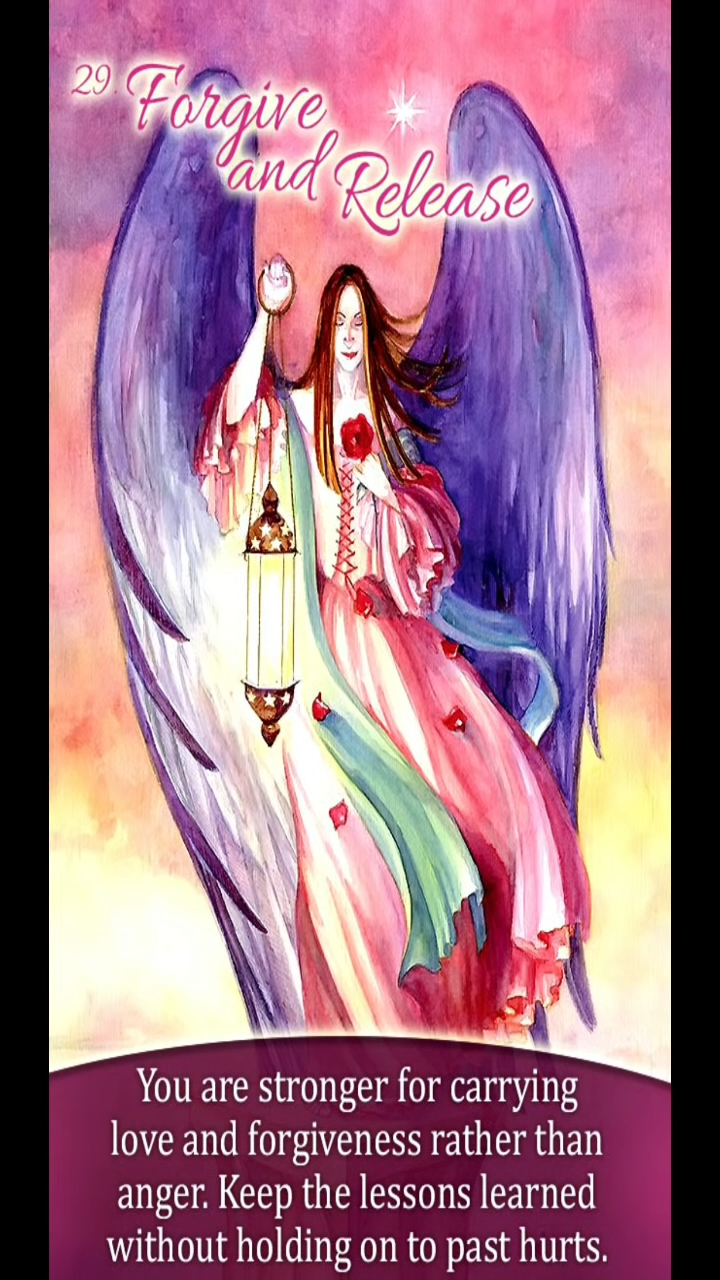 29. Forgive
and Release
You are stronger for carrying
love and forgiveness rather than
anger. Keep the lessons learned
without holding on to past hurts.